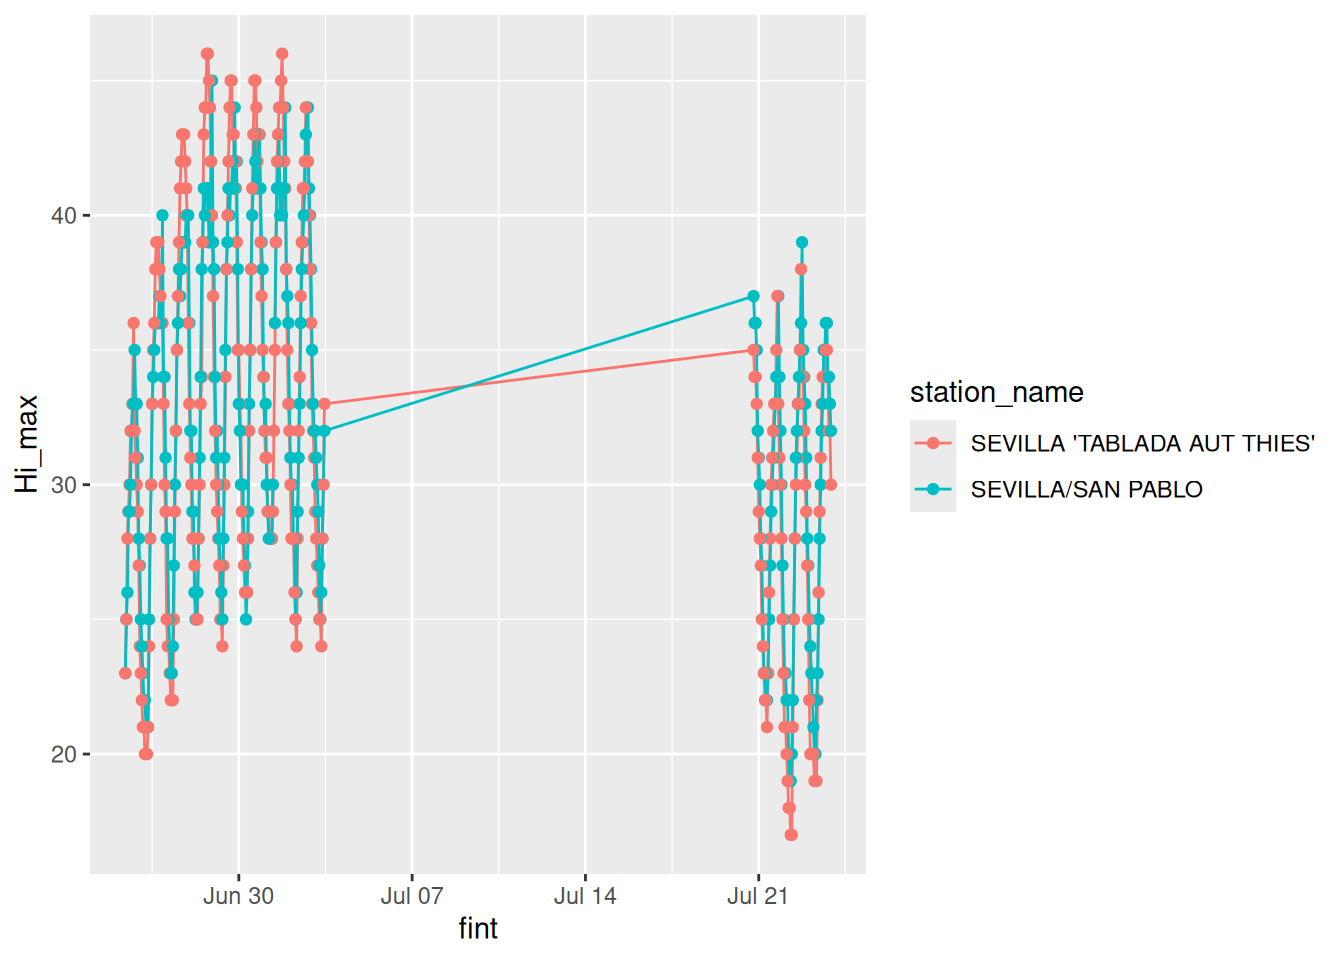 Hi_max
40
30
20
Jun 30
Jul 07
Jul 14
Jul 21
fint
station_name
SEVILLA 'TABLADA AUT THIES'
SEVILLA/SAN PABLO